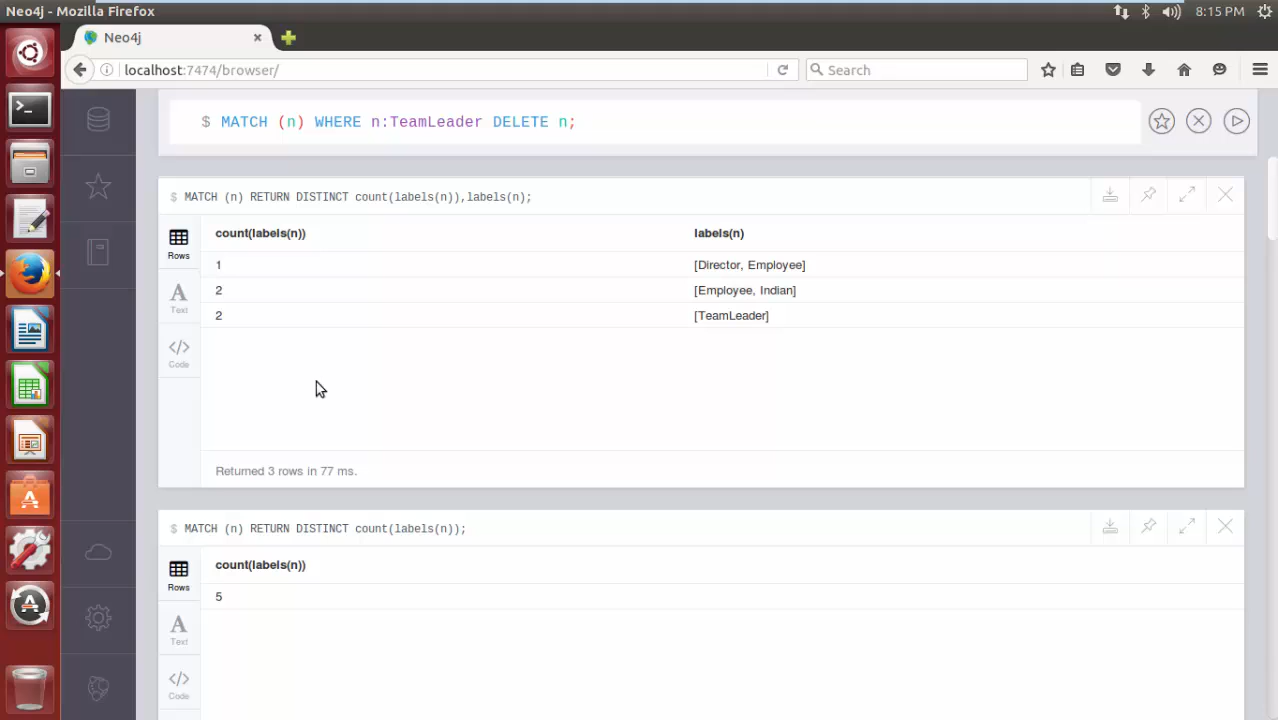 Neo4j - Mozilla Firefox
8:15 PM
Neo4j
localhost:7474/browser/
Search
$ MATCH (n) WHERE n:TeamLeader DELETE n;
$ MATCH (n) RETURN DISTINCT count(labels(n)),labels(n);
Rows
Text
Code
count(labels(n)) labels(n)
1 [Director, Employee]
2 [Employee, Indian]
2 [TeamLeader]
Returned 3 rows in 77 ms.
$ MATCH (n) RETURN DISTINCT count(labels(n));
Rows
Text
Code
count(labels(n))
5